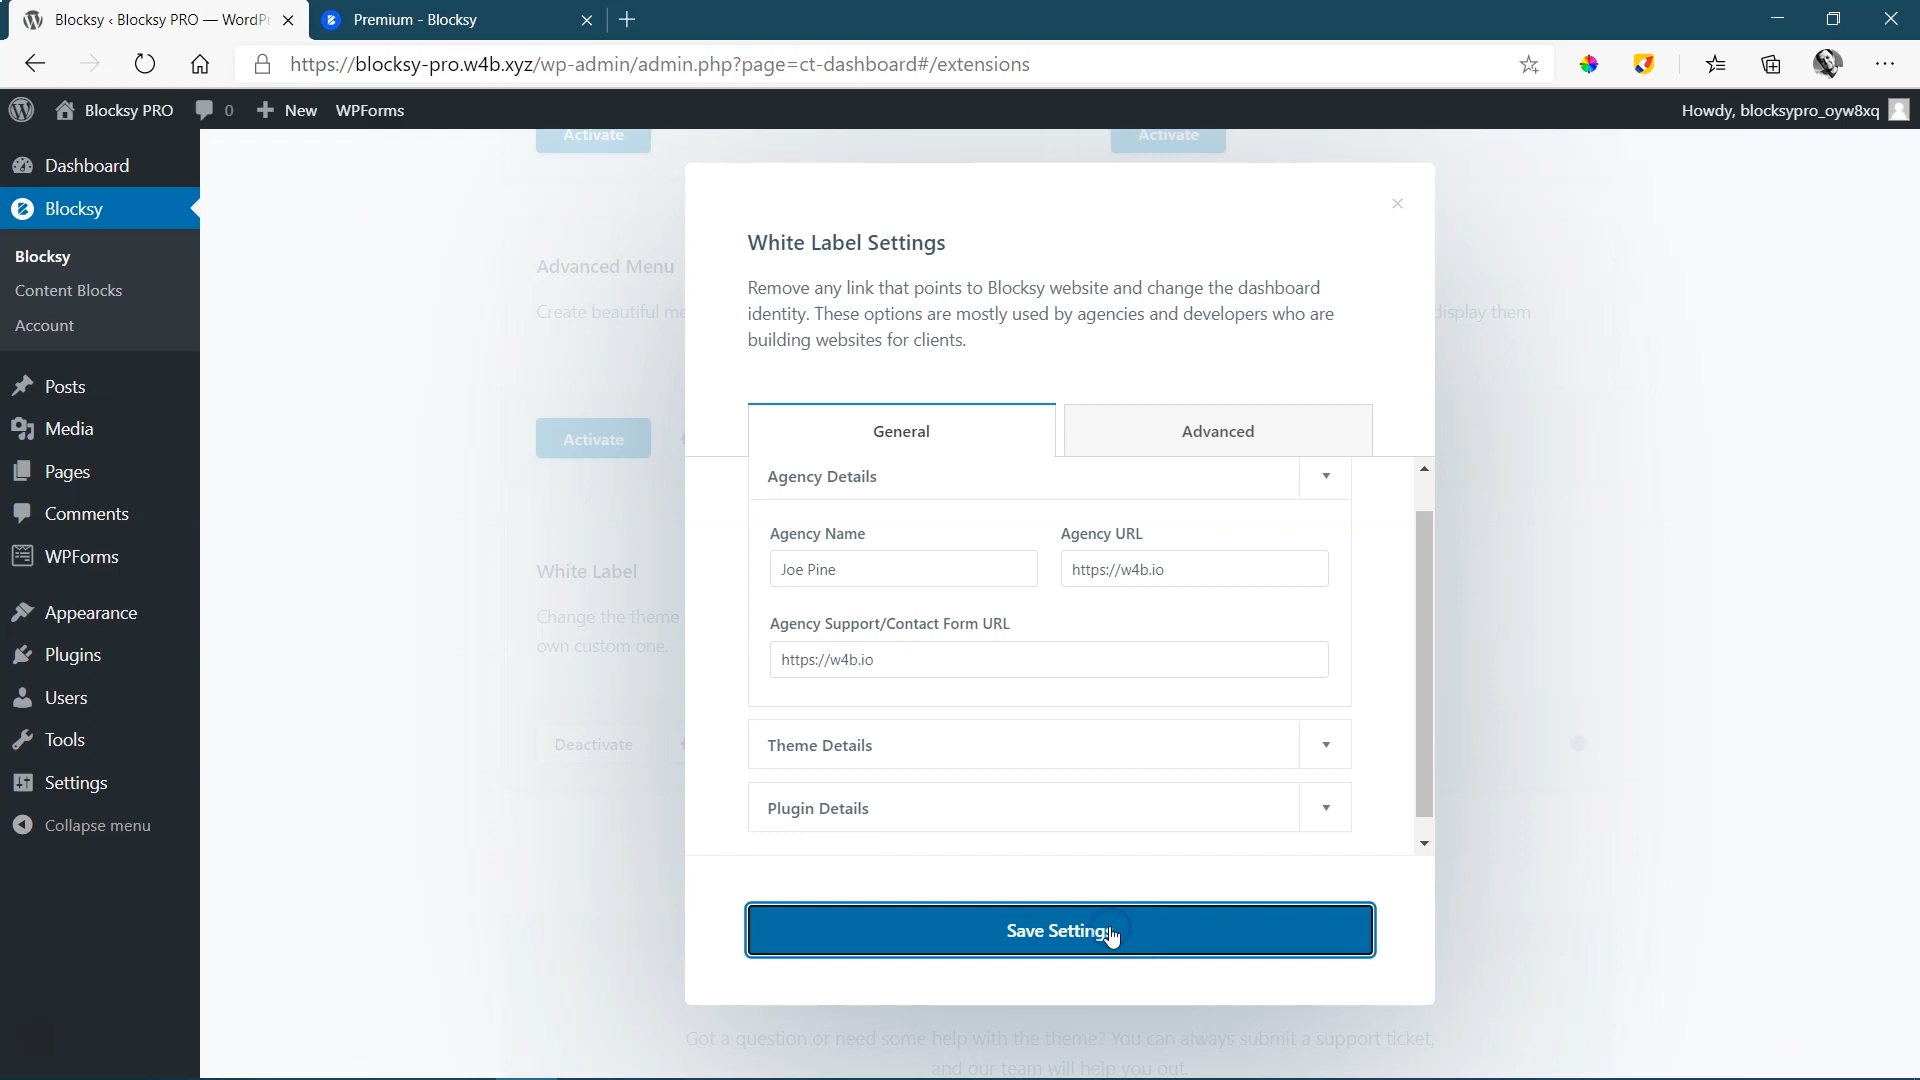 Blocksy ‹ Blocksy PRO — WordPr
Premium - Blocksy
https://blocksy-pro.w4b.xyz/wp-admin/admin.php?page=ct-dashboard#/extensions
Blocksy PRO
0
New
WPForms
Howdy, blocksypro_oyw8xq
Dashboard
Blocksy
Blocksy
Content Blocks
Account
Posts
Media
Pages
Comments
WPForms
Appearance
Plugins
Users
Tools
Settings
Collapse menu
Activate
Activate
Advanced Menu
Create beautiful me
display them
Activate
White Label
Change the theme
own custom one.
Deactivate
White Label Settings
Remove any link that points to Blocksy website and change the dashboard
identity. These options are mostly used by agencies and developers who are
building websites for clients.
General
Advanced
Agency Details
Agency Name
Agency URL
Joe Pine
https://w4b.io
Agency Support/Contact Form URL
https://w4b.io
Theme Details
Plugin Details
Save Settings
Got a question or need some help with the theme? You can always submit a support ticket,
and our team will help you out.